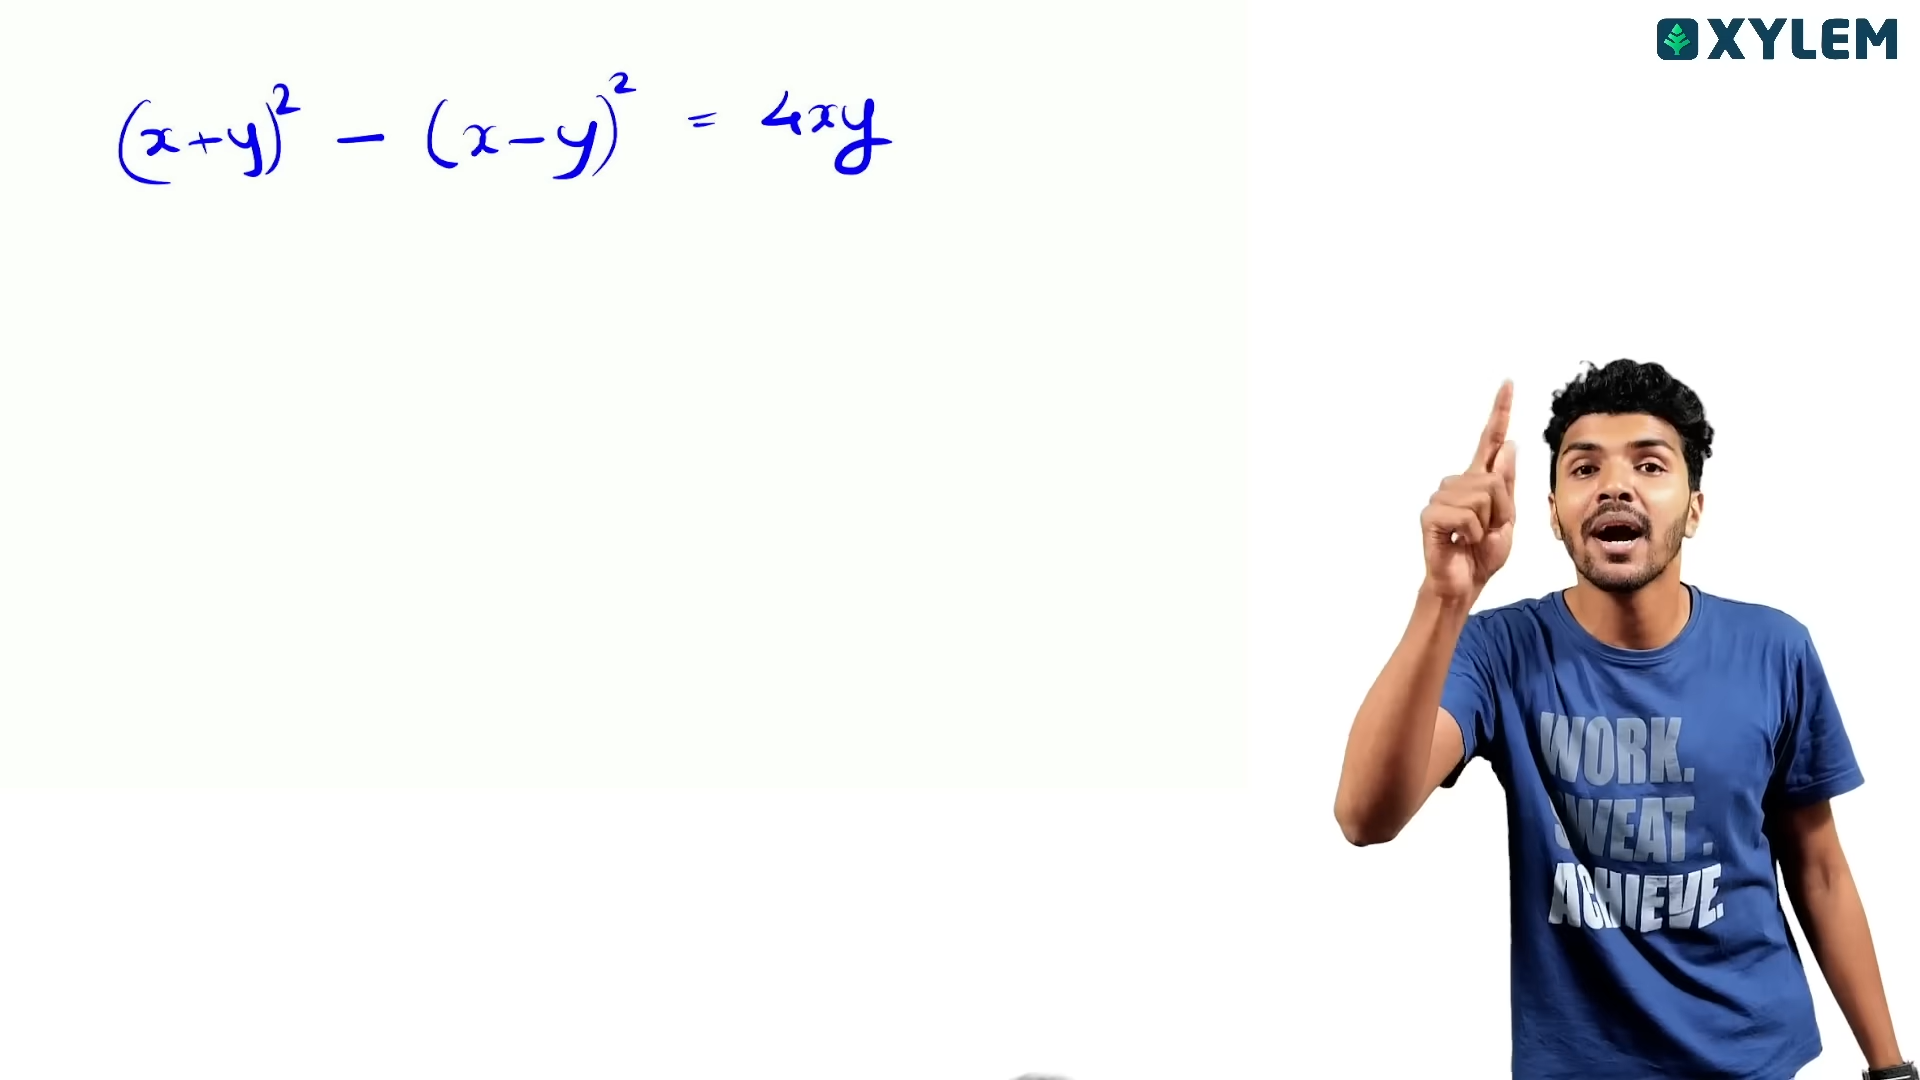 XYLEM
(x+y)² - (x-y)² = 4xy
WORK.
SWEAT.
ACHIEVE.